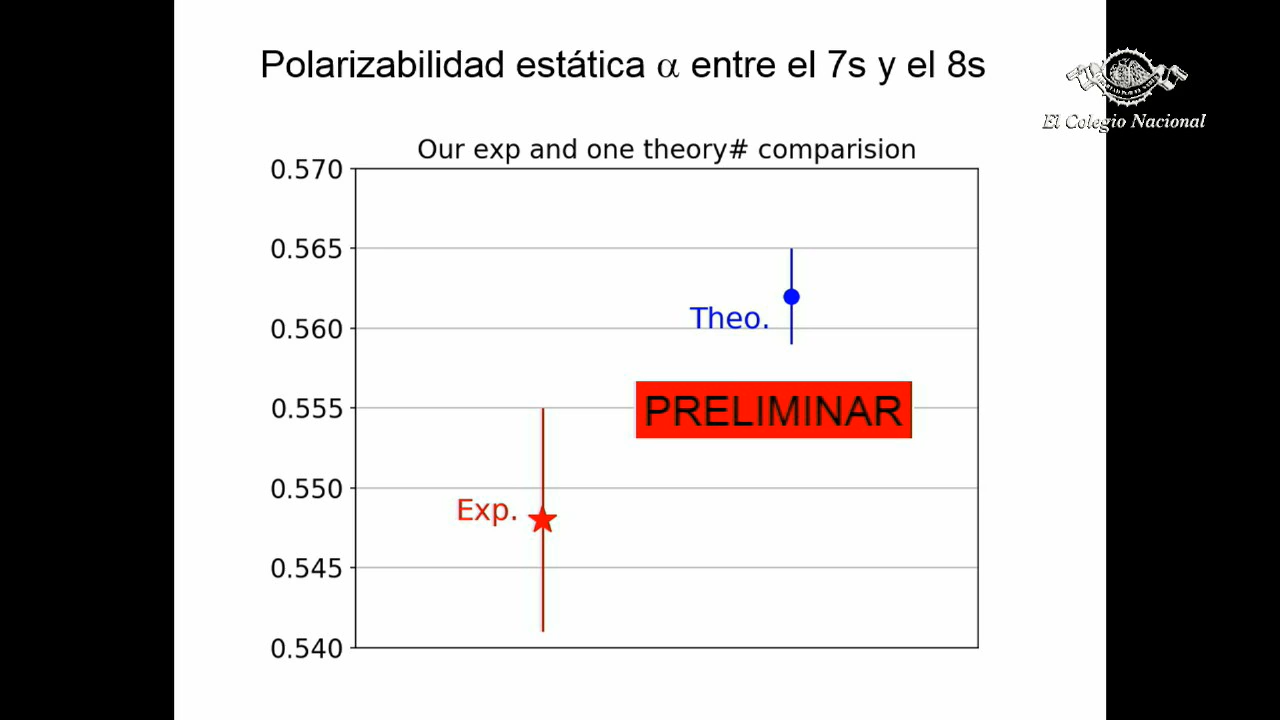 Polarizabilidad estática α entre el 7s y el 8s
El Colegio Nacional
Our exp and one theory# comparision
0.570
0.565
Theo.
0.560
0.555
PRELIMINAR
0.550
Exp.
0.545
0.540